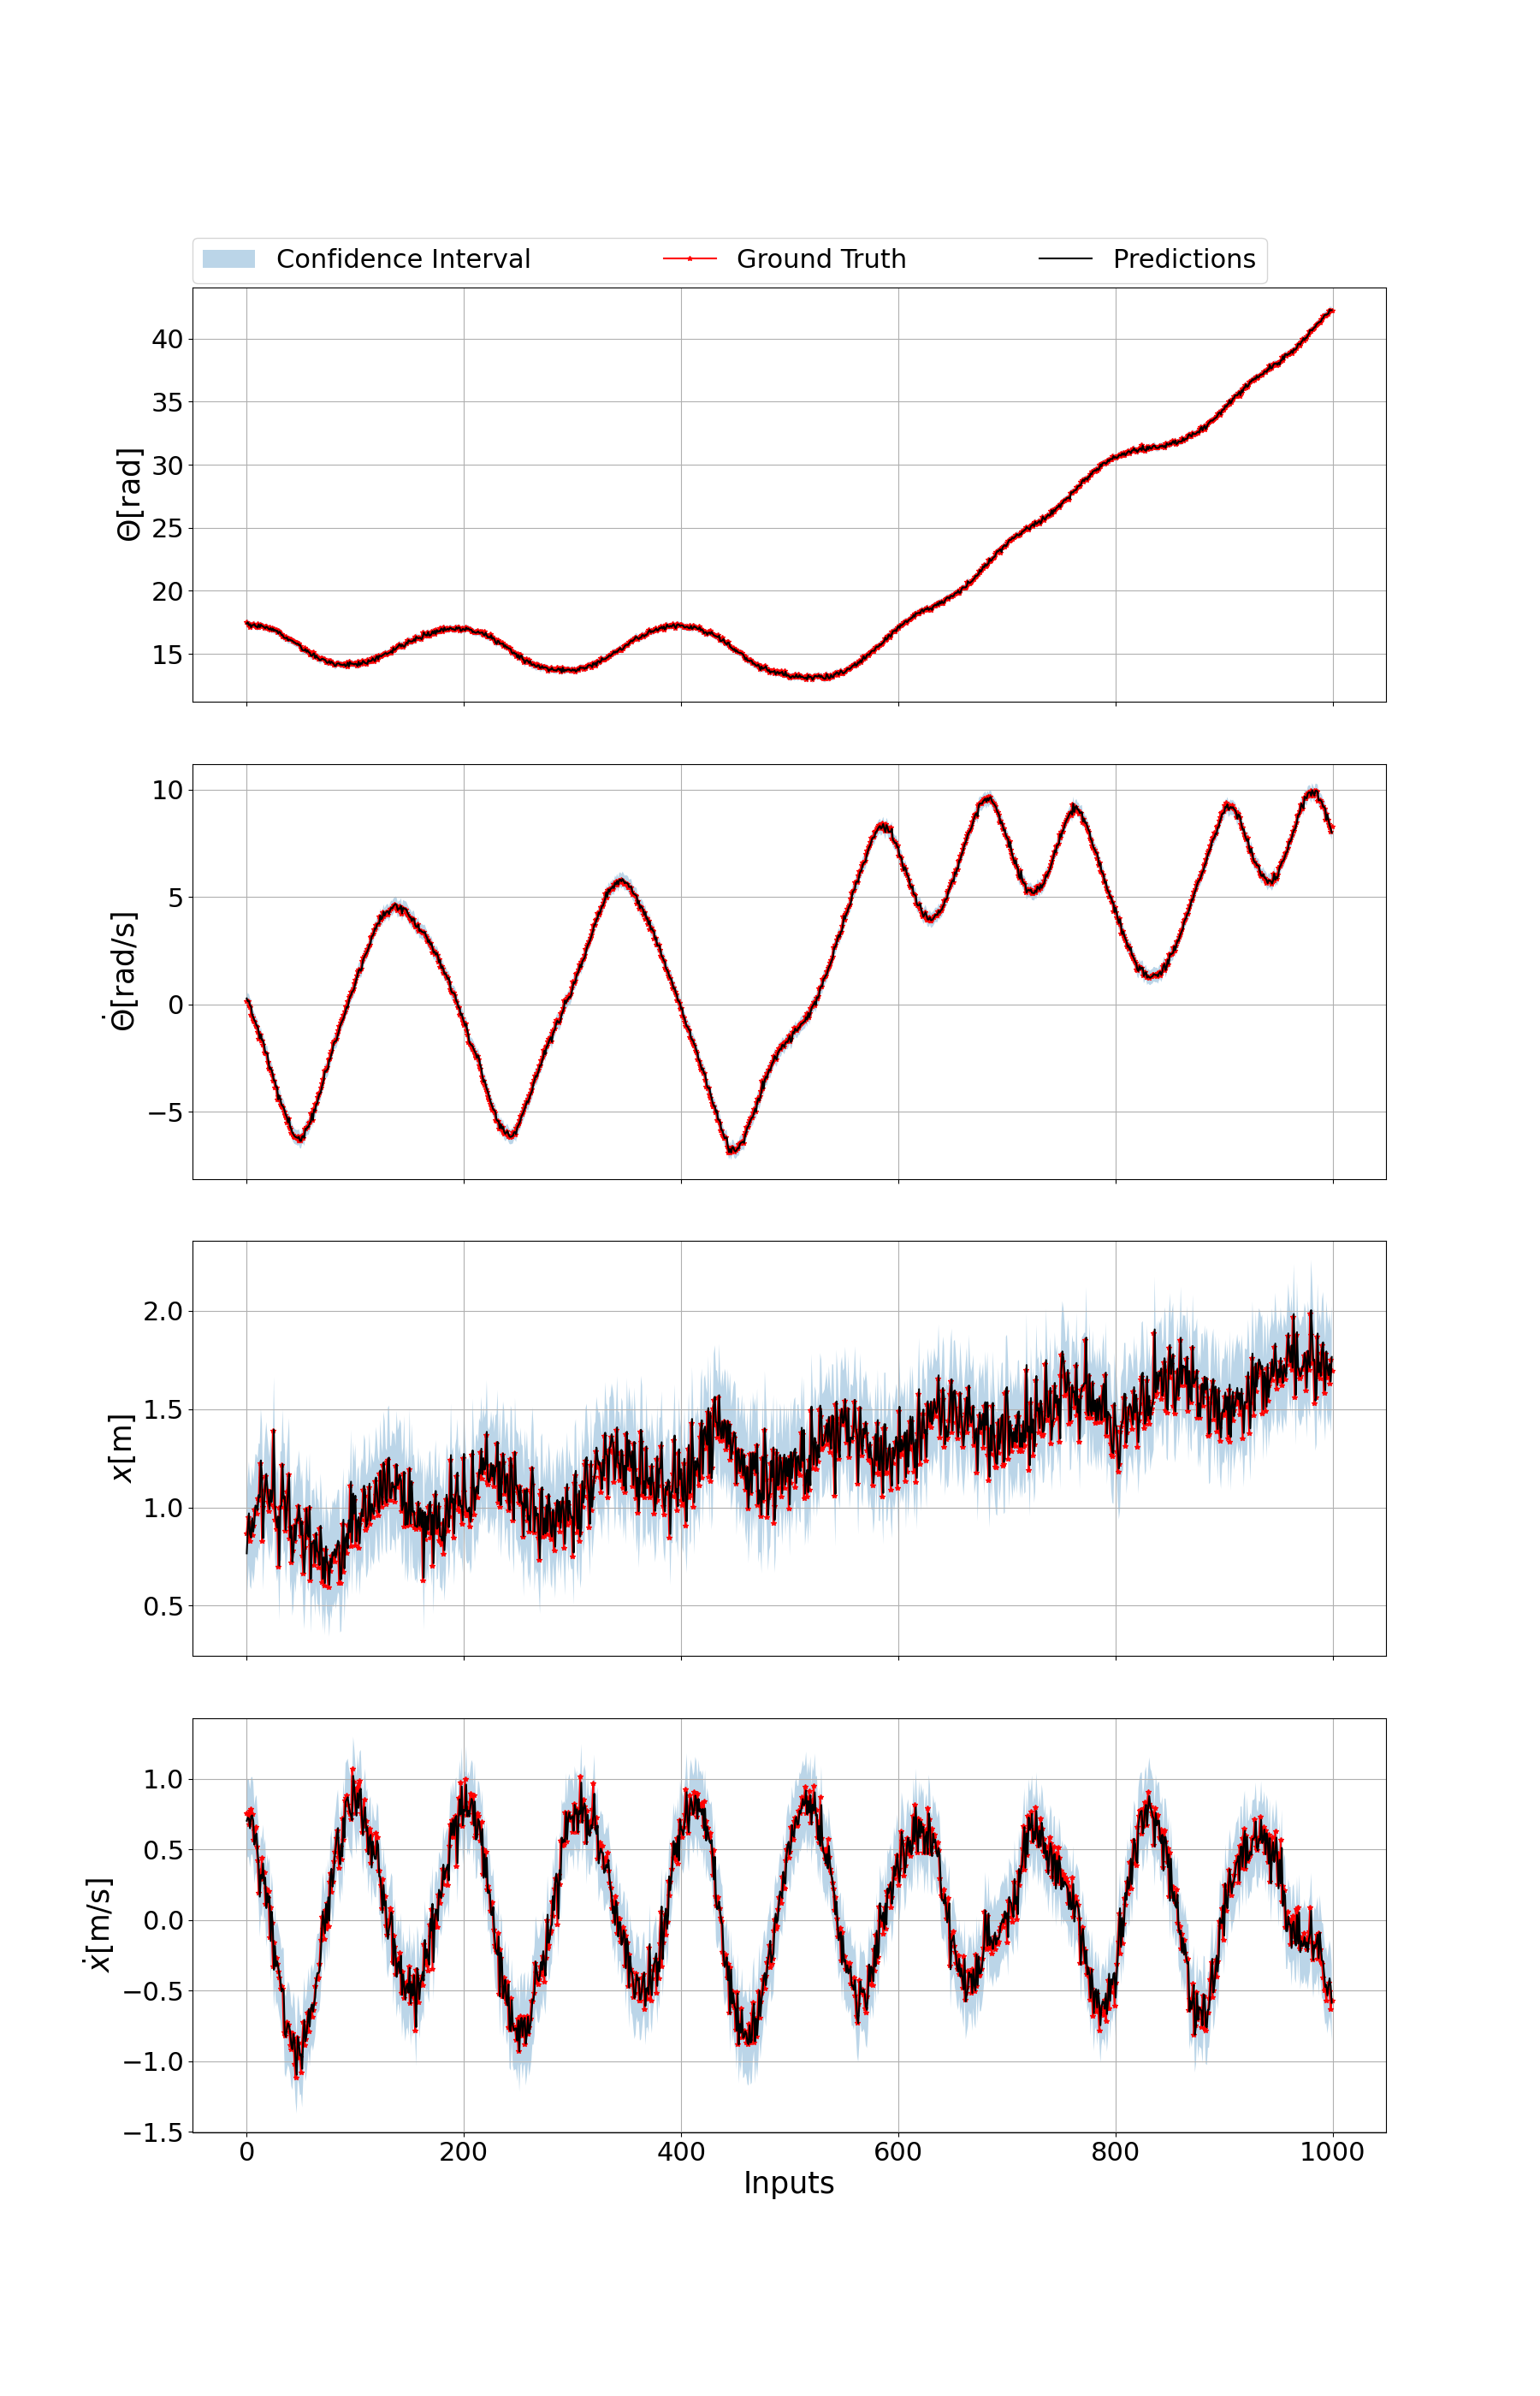 Confidence Interval Ground Truth Predictions
40
35
30
25
20
15
Θ[rad]
10
5
0
−5
Θ̇[rad/s]
2.0
1.5
1.0
0.5
x[m]
1.0
0.5
0.0
−0.5
−1.0
−1.5
ẋ[m/s]
0 200 400 600 800 1000
Inputs